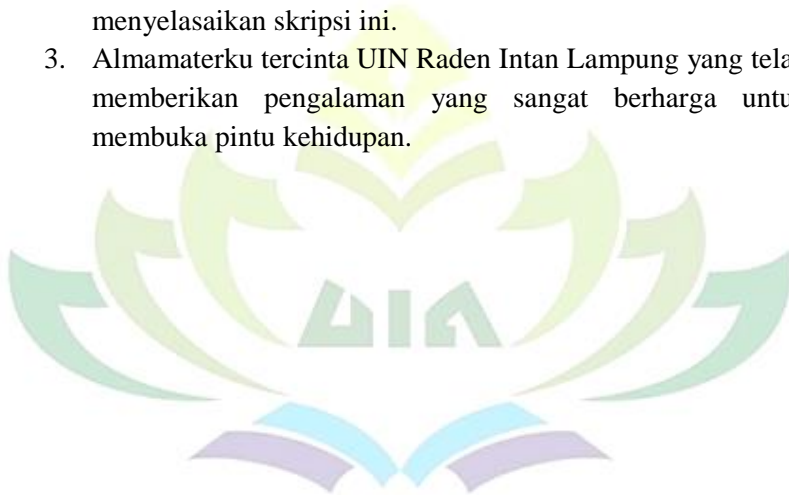 menyelasaikan skripsi ini.
3. Almamaterku tercinta UIN Raden Intan Lampung yang tela
memberikan pengalaman yang sangat berharga untu
membuka pintu kehidupan.
UIN